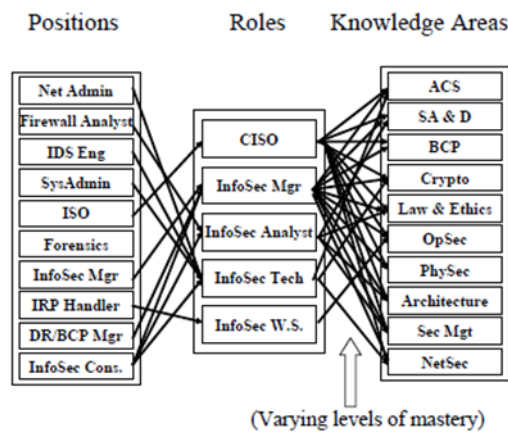 Positions
Roles
Knowledge Areas
Net Admin
Firewall Analyst
IDS Eng
SysAdmin
ISO
Forensics
InfoSec Mgr
IRP Handler
DR/BCP Mgr
InfoSec Cons.
CISO
InfoSec Mgr
InfoSec Analyst
InfoSec Tech
InfoSec W.S.
ACS
SA & D
BCP
Crypto
Law & Ethics
OpSec
PhySec
Architecture
Sec Mgt
NetSec
(Varying levels of mastery)